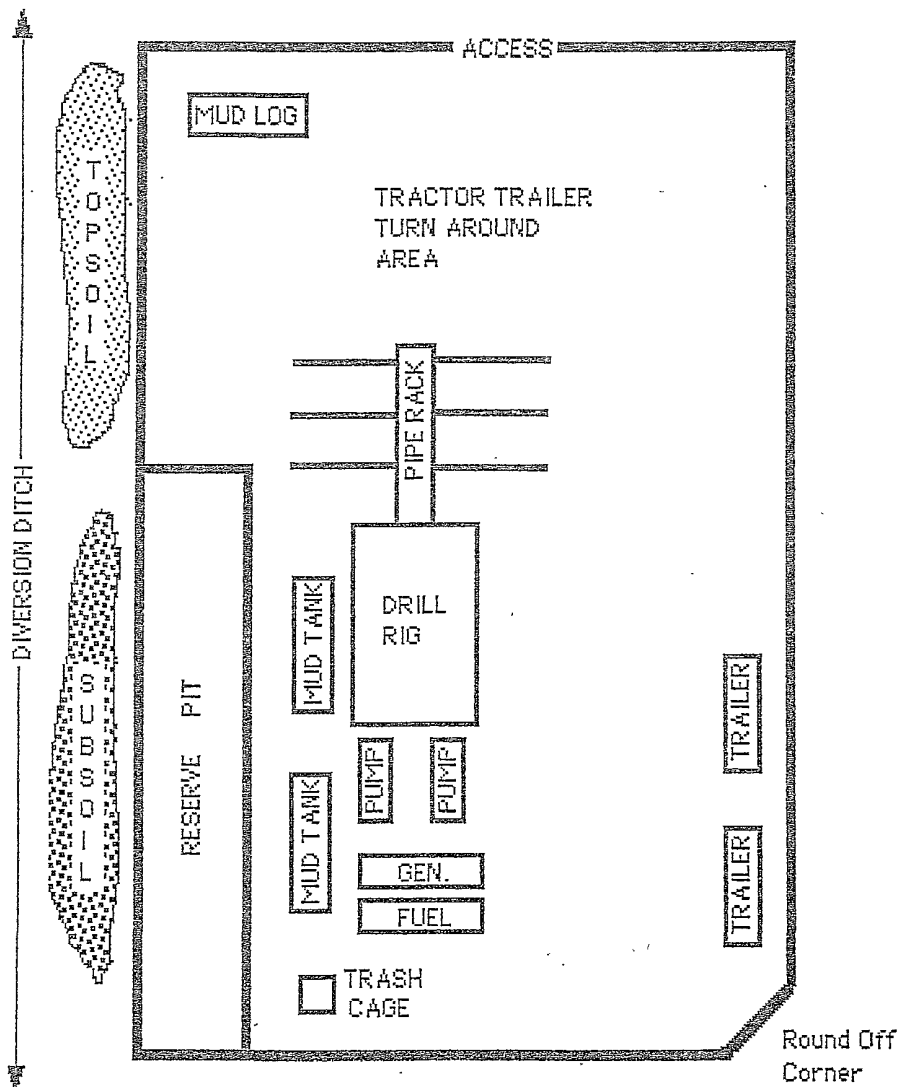 ACCESS
MUD LOG
TOPSOIL
TRACTOR TRAILER
TURN AROUND
AREA
PIPE RACK
DIVERSION DITCH
DRILL
RIG
MUD TANK
SUBSOIL
RESERVE PIT
TRAILER
PUMP
PUMP
MUD TANK
GEN.
FUEL
TRAILER
TRASH
CAGE
Round Off
Corner